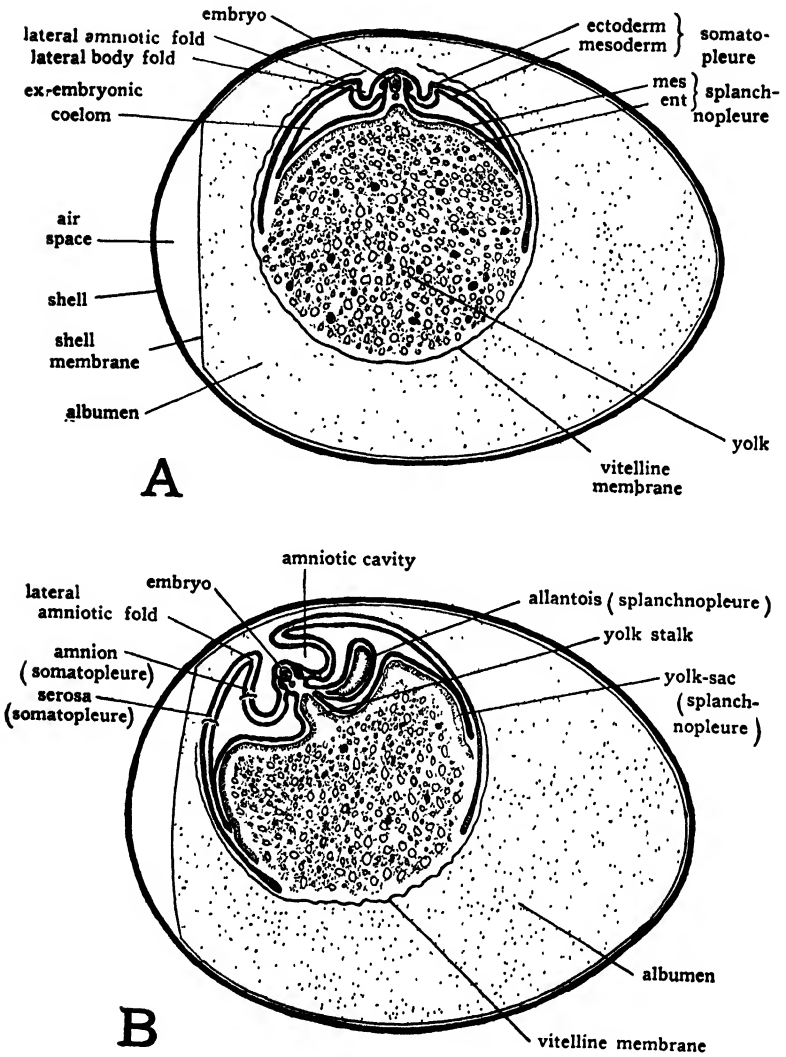 embryo
lateral amniotic fold
lateral body fold
ex-embryonic
coelom
ectoderm
mesoderm
somato-
pleure
mes
ent
splanch-
nopleure
air
space
shell
shell
membrane
albumen
yolk
vitelline
membrane
A
amniotic cavity
embryo
lateral
amniotic fold
amnion
(somatopleure)
serosa
(somatopleure)
allantois (splanchnopleure)
yolk stalk
yolk-sac
(splanch-
nopleure)
albumen
vitelline membrane
B